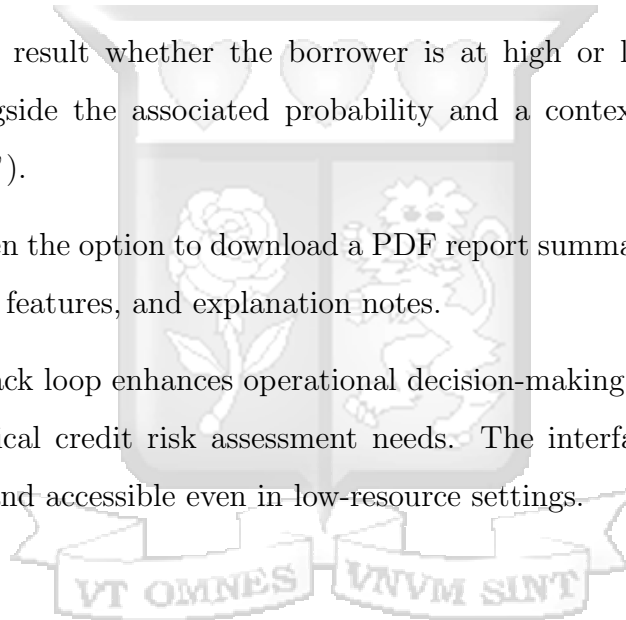 result whether the borrower is at high or l
gside the associated probability and a contex
").
en the option to download a PDF report summa
features, and explanation notes.
ack loop enhances operational decision-making
ical credit risk assessment needs. The interfa
and accessible even in low-resource settings.
VT OMNES VNVM SINT